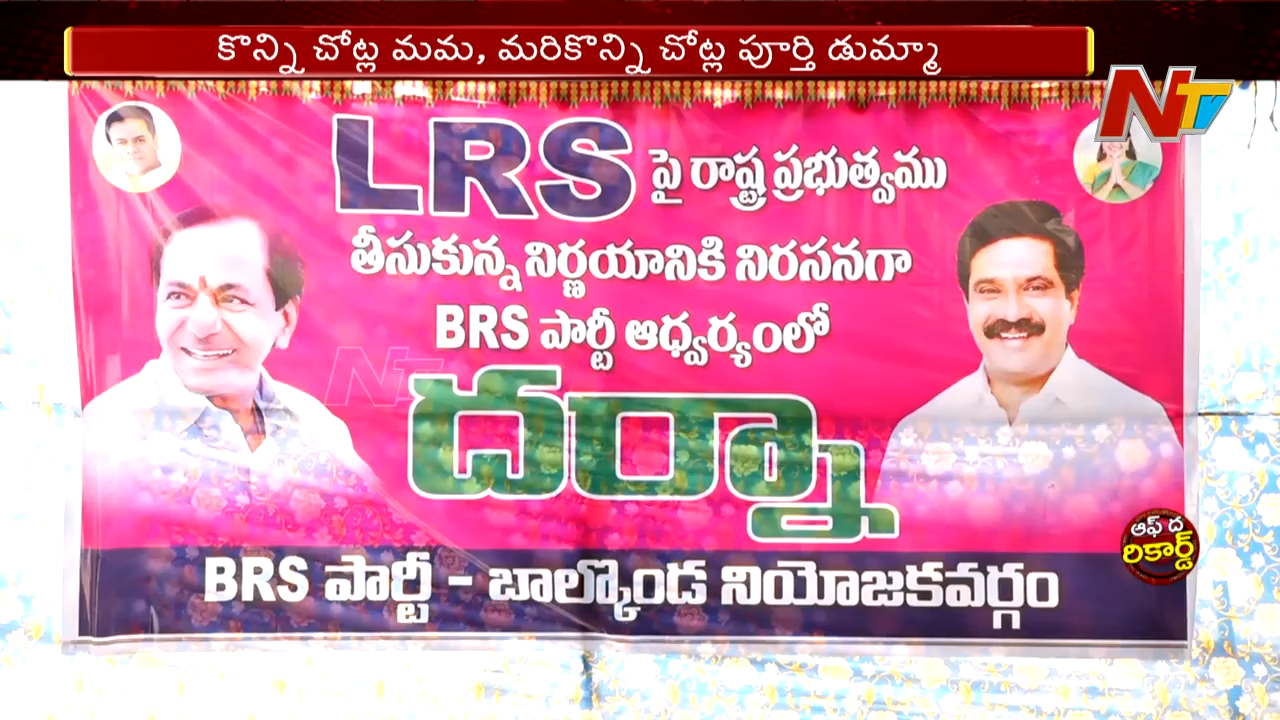 కొన్ని చోట్ల మమ, మరికొన్ని చోట్ల పూర్తి డుమ్మా
NTV
LRS పై రాష్ట్ర ప్రభుత్వము
తీసుకున్న నిర్ణయానికి నిరసనగా
BRS పార్టీ ఆధ్వర్యంలో
ధర్నా
ఆఫ్ ద
రికార్డ్
BRS పార్టీ - బాల్కొండ నియోజకవర్గం